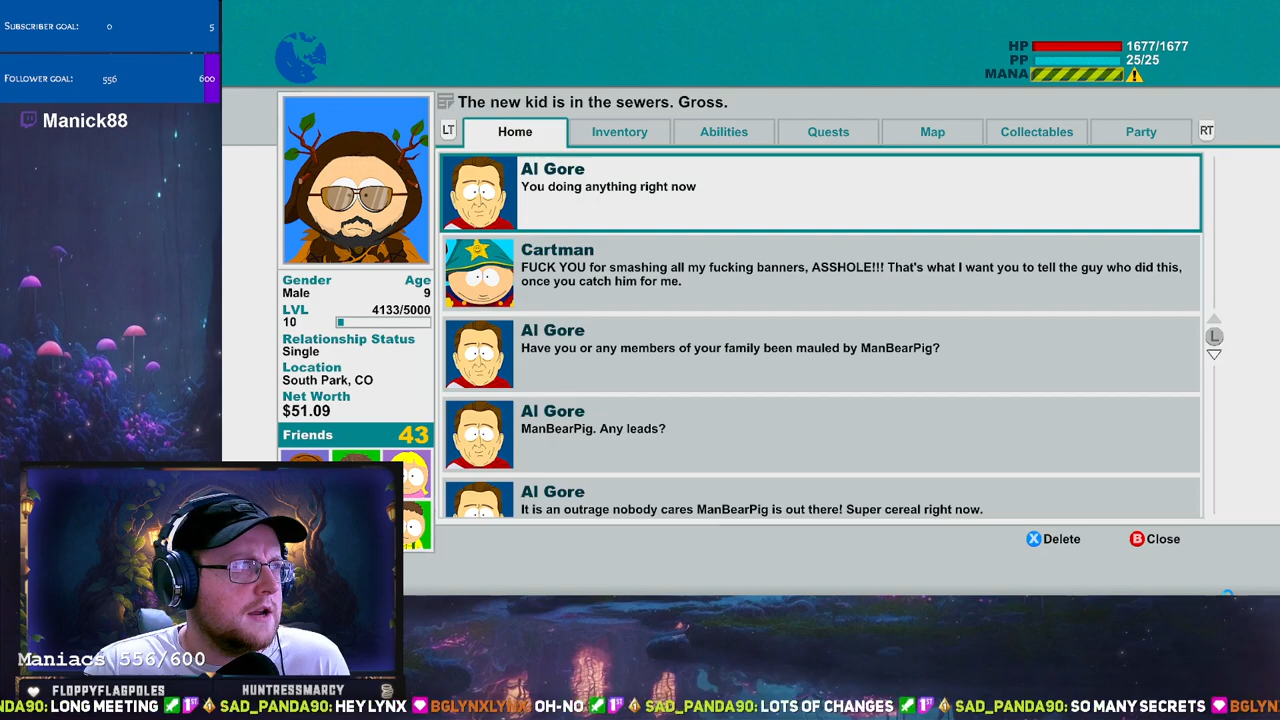 SUBSCRIBER GOAL: 0 5
FOLLOWER GOAL: 556 600
Manick88
HP 1677/1677
PP 25/25
MANA
The new kid is in the sewers. Gross.
LT Home Inventory Abilities Quests Map Collectables Party RT
Al Gore
You doing anything right now
Cartman
FUCK YOU for smashing all my fucking banners, ASSHOLE!!! That's what I want you to tell the guy who did this,
once you catch him for me.
Al Gore
Have you or any members of your family been mauled by ManBearPig?
Al Gore
ManBearPig. Any leads?
Al Gore
It is an outrage nobody cares ManBearPig is out there! Super cereal right now.
L
Gender Age
Male 9
LVL 4133/5000
10
Relationship Status
Single
Location
South Park, CO
Net Worth
$51.09
Friends 43
X Delete B Close
Maniacs 556/600
FLOPPYFLAGPOLES HUNTRESSMARCY
NDA90: LONG MEETING 1st SAD_PANDA90: HEY LYNX BGLYNXLYNX: OH-NO 1st SAD_PANDA90: LOTS OF CHANGES 1st SAD_PANDA90: SO MANY SECRETS BGLYN